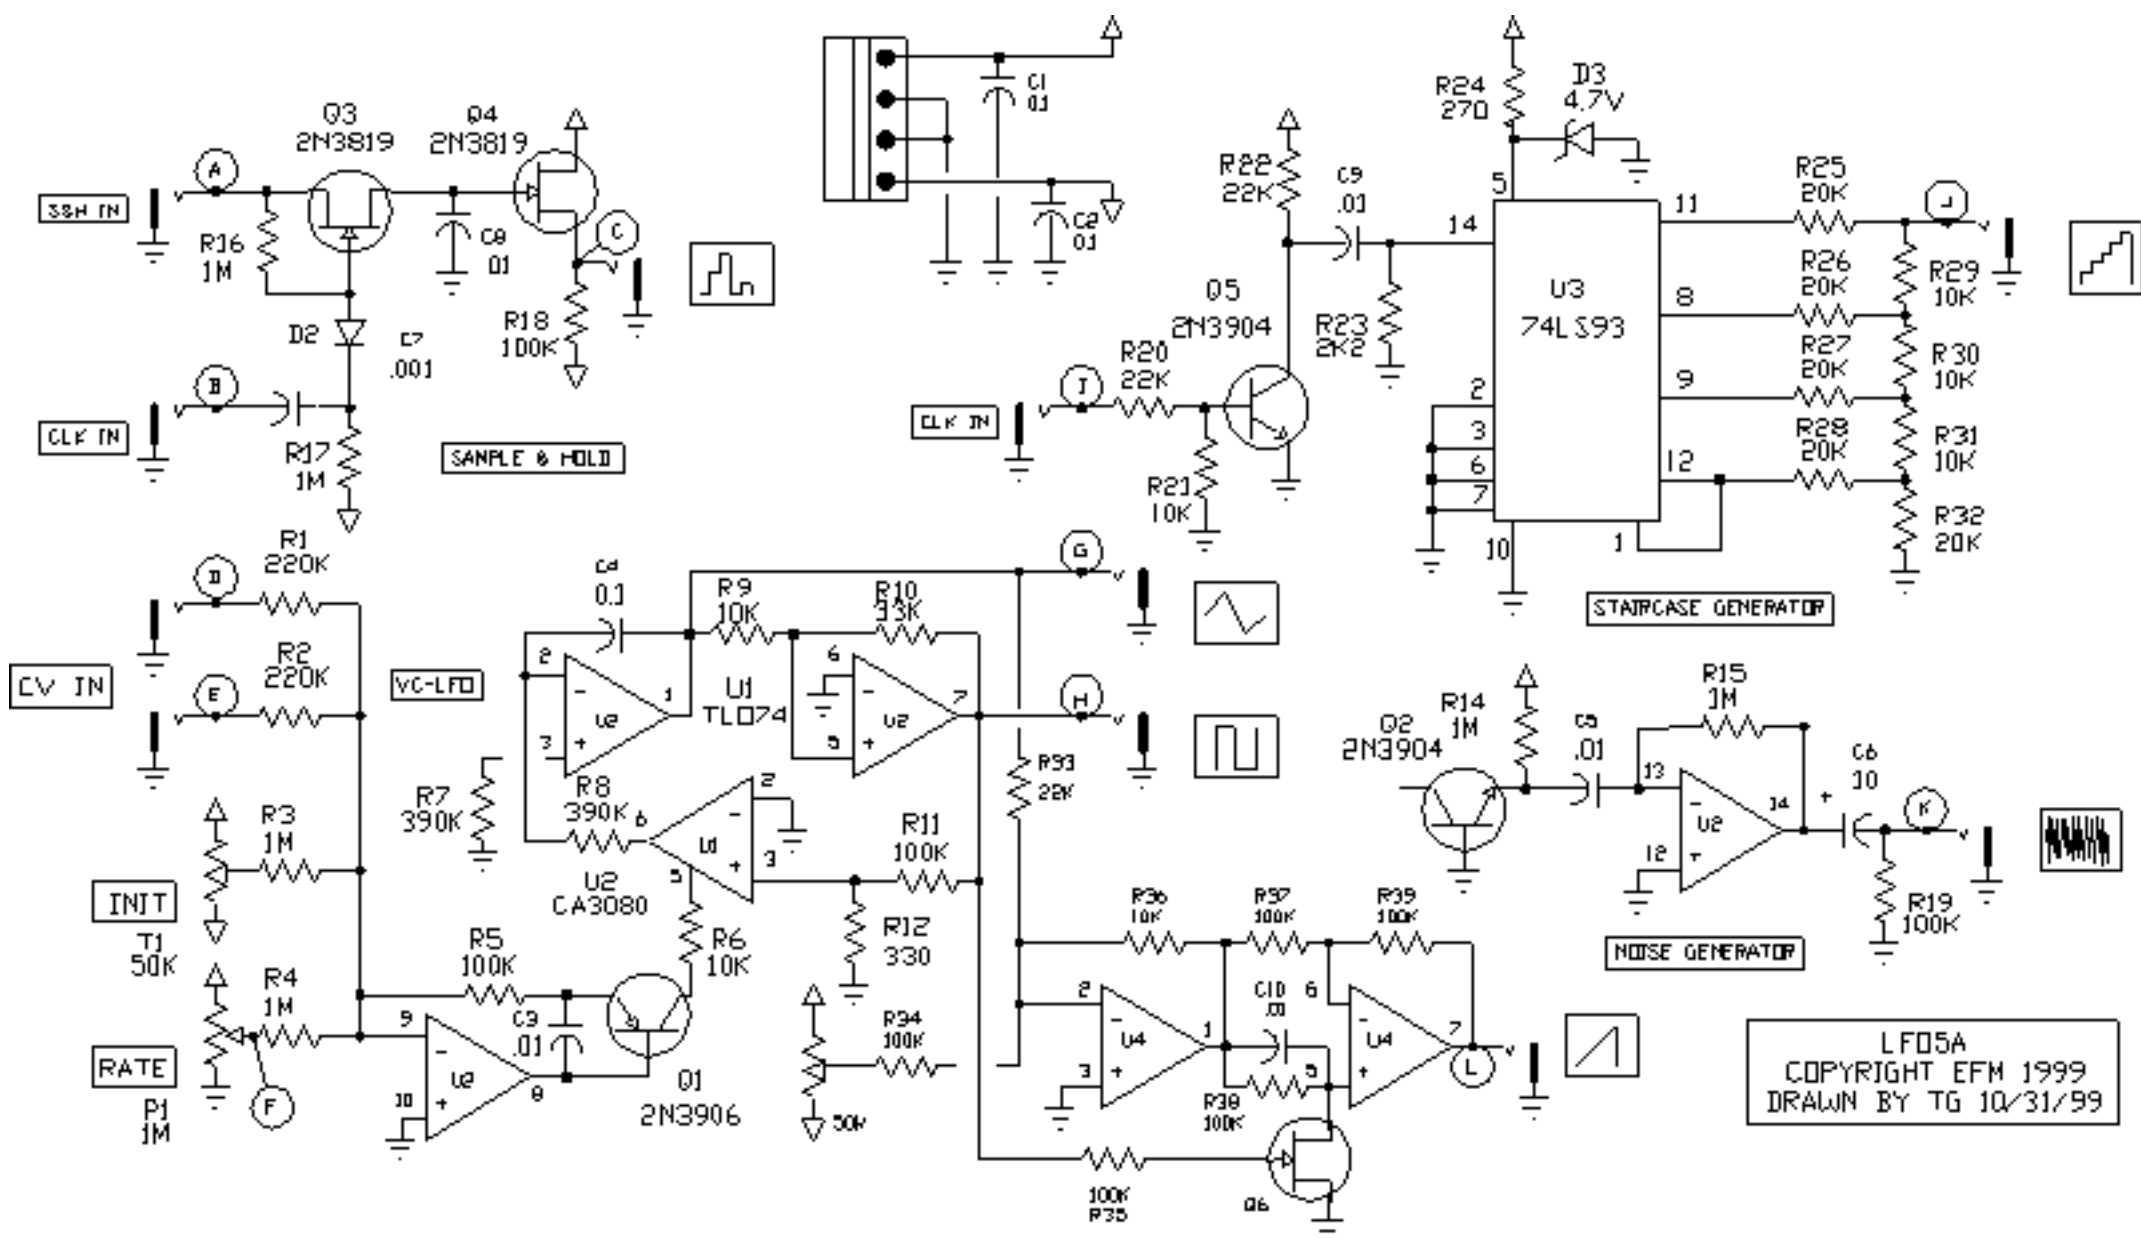 Q3
2N3819
Q4
2N3819
A
S&H IN
R16
1M
C8
.01
C
R18
100K
D2
C7
.001
B
CLK IN
R17
1M
SAMPLE & HOLD
C1
0.1
C2
0.1
R24
270
D3
4.7V
R22
22K
C9
.01
5
14
U3
74LS93
11
8
9
12
2
3
6
7
10
1
R25
20K
R26
20K
R27
20K
R28
20K
J
R29
10K
R30
10K
R31
10K
R32
20K
Q5
2N3904
R23
2K2
R20
22K
I
CLK IN
R21
10K
STAIRCASE GENERATOR
R1
220K
D
R2
220K
E
CV IN
VC-LFO
C4
0.1
R9
10K
R10
33K
G
2
3
1
U2
U1
TL074
6
5
7
U2
H
R7
390K
R8
390K
6
U1
2
3
5
U2
CA3080
R11
100K
R12
330
R33
22K
R3
1M
INIT
T1
50K
R4
1M
RATE
P1
1M
F
R5
100K
C3
.01
R6
10K
9
10
8
U2
Q1
2N3906
R34
100K
50K
R36
10K
R37
100K
R39
100K
2
3
1
U4
C10
.01
R38
100K
6
5
7
U4
L
100K
R35
Q6
Q2
2N3904
R14
1M
C5
.01
R15
1M
13
12
14
U2
C6
10
+
K
R19
100K
NOISE GENERATOR
LFO5A
COPYRIGHT EFM 1999
DRAWN BY TG 10/31/99